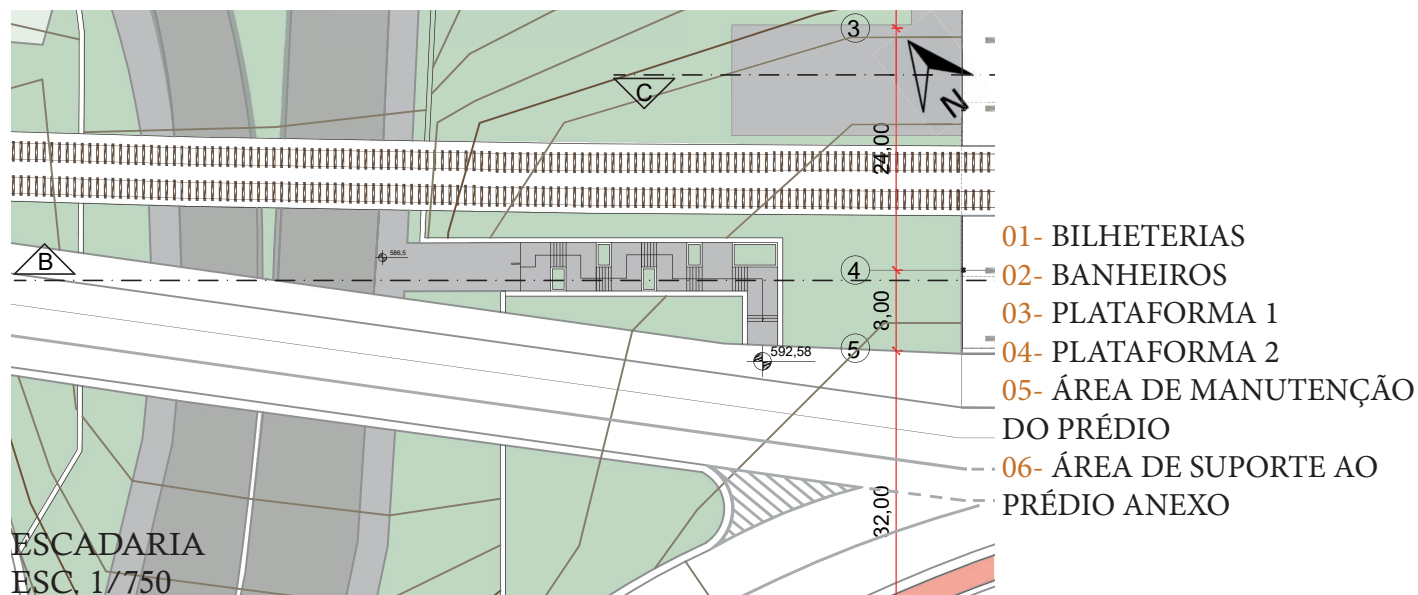 3
C
N
24,00
586,5
B
4
8,00
592,58
5
32,00
ESCADARIA
ESC. 1/750
01- BILHETERIAS
02- BANHEIROS
03- PLATAFORMA 1
04- PLATAFORMA 2
05- ÁREA DE MANUTENÇÃO
DO PRÉDIO
06- ÁREA DE SUPORTE AO
PRÉDIO ANEXO